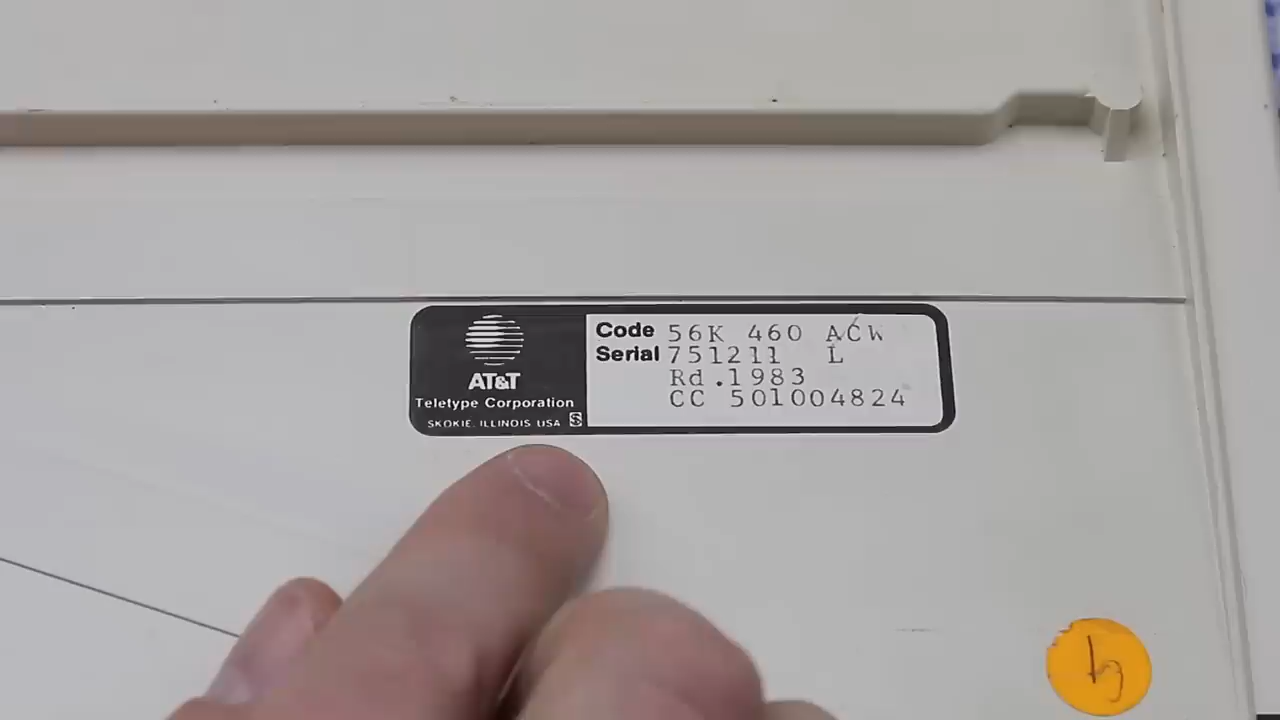 AT&T
Teletype Corporation
SKOKIE, ILLINOIS USA
Code 56K 460 ACW
Serial 751211 L
Rd.1983
CC 501004824